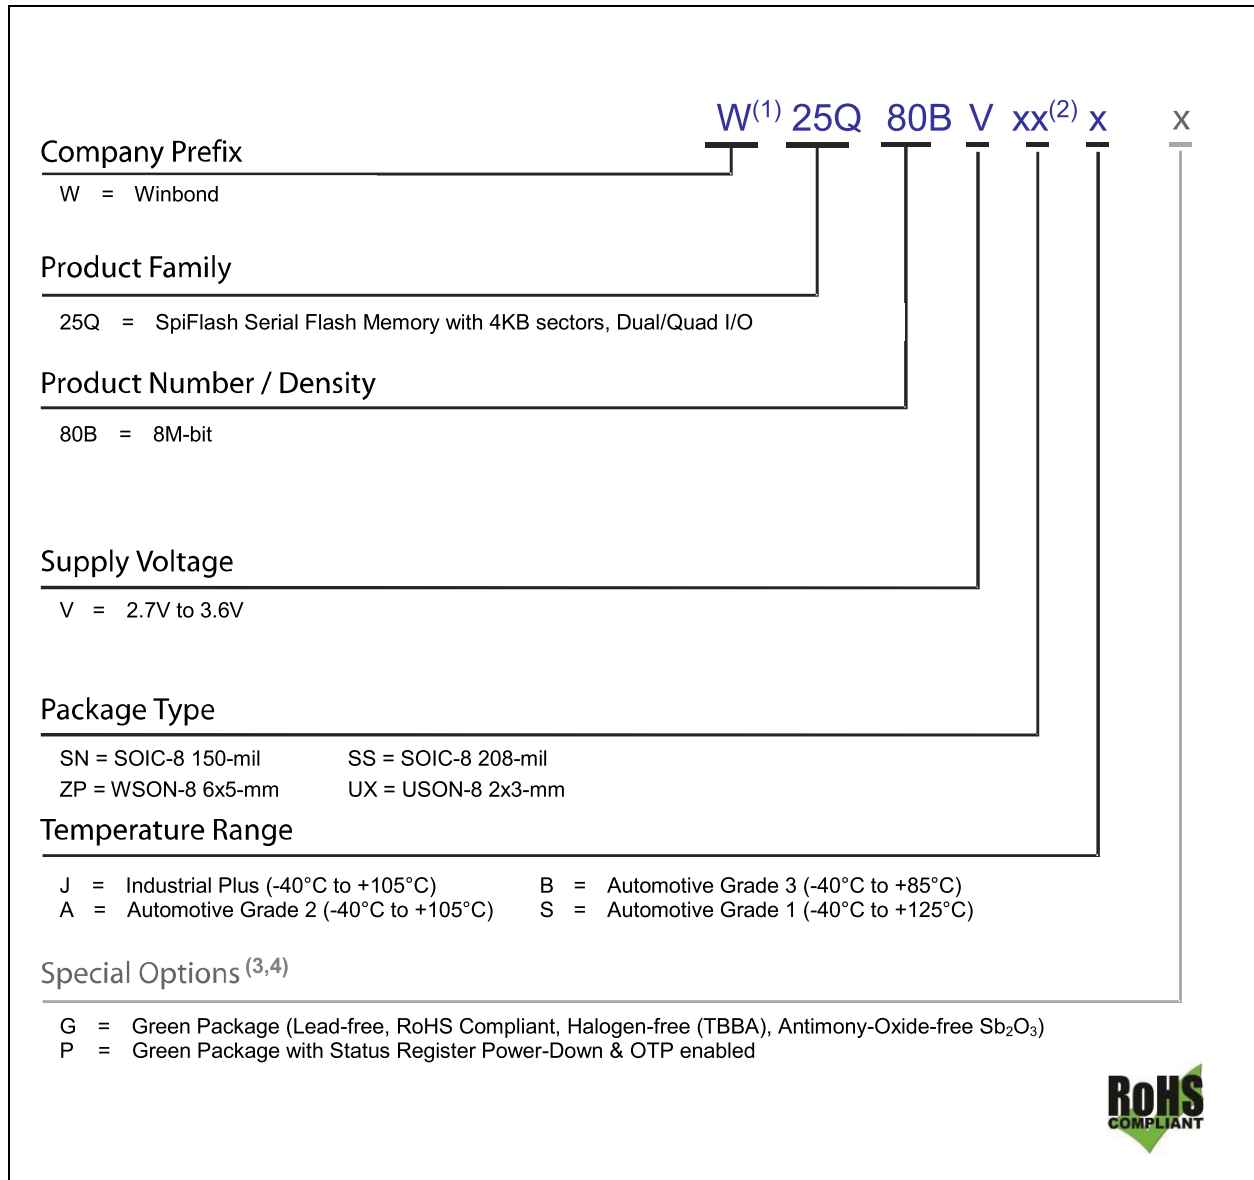 W(1) 25Q 80B V xx(2) x x
Company Prefix
W = Winbond
Product Family
25Q = SpiFlash Serial Flash Memory with 4KB sectors, Dual/Quad I/O
Product Number / Density
80B = 8M-bit
Supply Voltage
V = 2.7V to 3.6V
Package Type
SN = SOIC-8 150-mil SS = SOIC-8 208-mil
ZP = WSON-8 6x5-mm UX = USON-8 2x3-mm
Temperature Range
J = Industrial Plus (-40°C to +105°C) B = Automotive Grade 3 (-40°C to +85°C)
A = Automotive Grade 2 (-40°C to +105°C) S = Automotive Grade 1 (-40°C to +125°C)
Special Options (3,4)
G = Green Package (Lead-free, RoHS Compliant, Halogen-free (TBBA), Antimony-Oxide-free Sb₂O₃)
P = Green Package with Status Register Power-Down & OTP enabled
RoHS
COMPLIANT